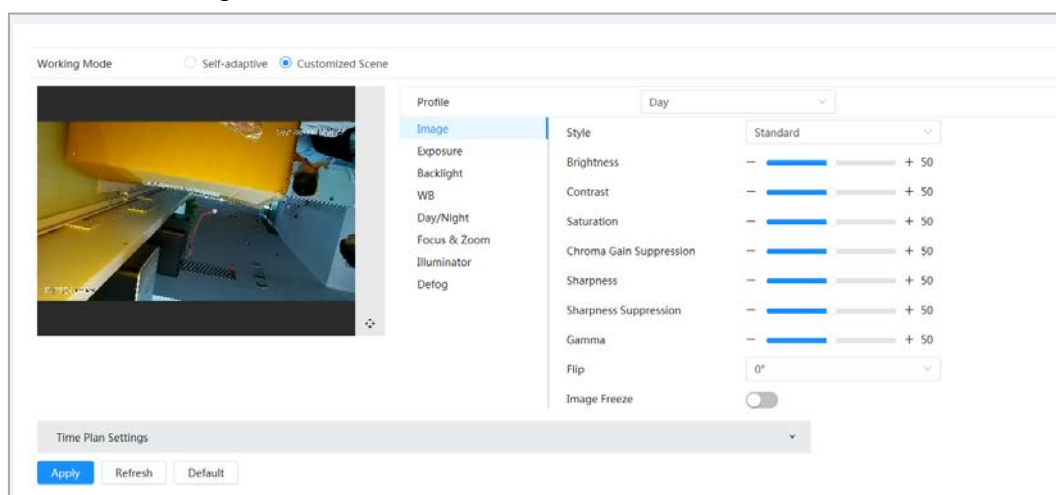 Working Mode Self-adaptive Customized Scene
Profile Day
Image
Exposure
Backlight
WB
Day/Night
Focus & Zoom
Illuminator
Defog
Style Standard
Brightness − + 50
Contrast − + 50
Saturation − + 50
Chroma Gain Suppression − + 50
Sharpness − + 50
Sharpness Suppression − + 50
Gamma − + 50
Flip 0°
Image Freeze
Time Plan Settings
Apply Refresh Default